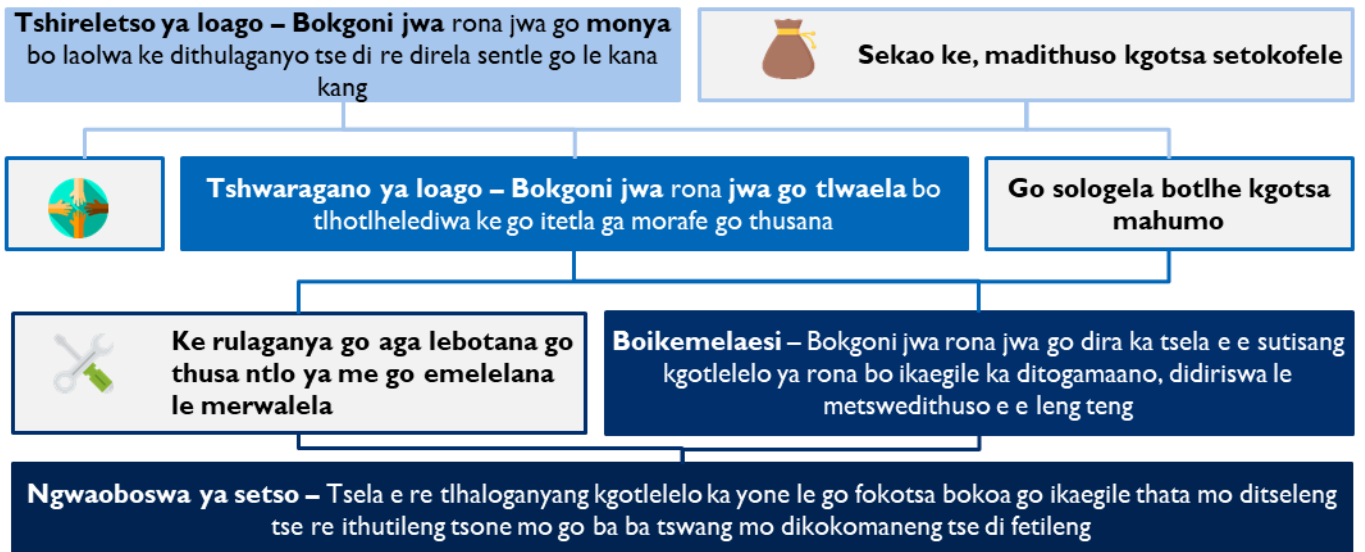 Tshireletso ya loago – Bokgoni jwa rona jwa go monya
bo laolwa ke dithulaganyo tse di re direla sentle go le kana
kang
Sekao ke, madithuso kgotsa setokofele
Tshwaragano ya loago – Bokgoni jwa rona jwa go tlwaela bo
tlhotlhelediwa ke go itetla ga morafe go thusana
Go sologela botlhe kgotsa
mahumo
Ke rulaganya go aga lebotana go
thusa ntlo ya me go emelelana
le merwalela
Boikemelaesi – Bokgoni jwa rona jwa go dira ka tsela e e sutisang
kgotlelelo ya rona bo ikaegile ka ditogamaano, didiriswa le
metswedithuso e e leng teng
Ngwaoboswa ya setso – Tsela e re tlhaloganyang kgotlelelo ka yone le go fokotsa bokoa go ikaegile thata mo ditseleng
tse re ithutileng tsone mo go ba ba tswang mo dikokomaneng tse di fetileng